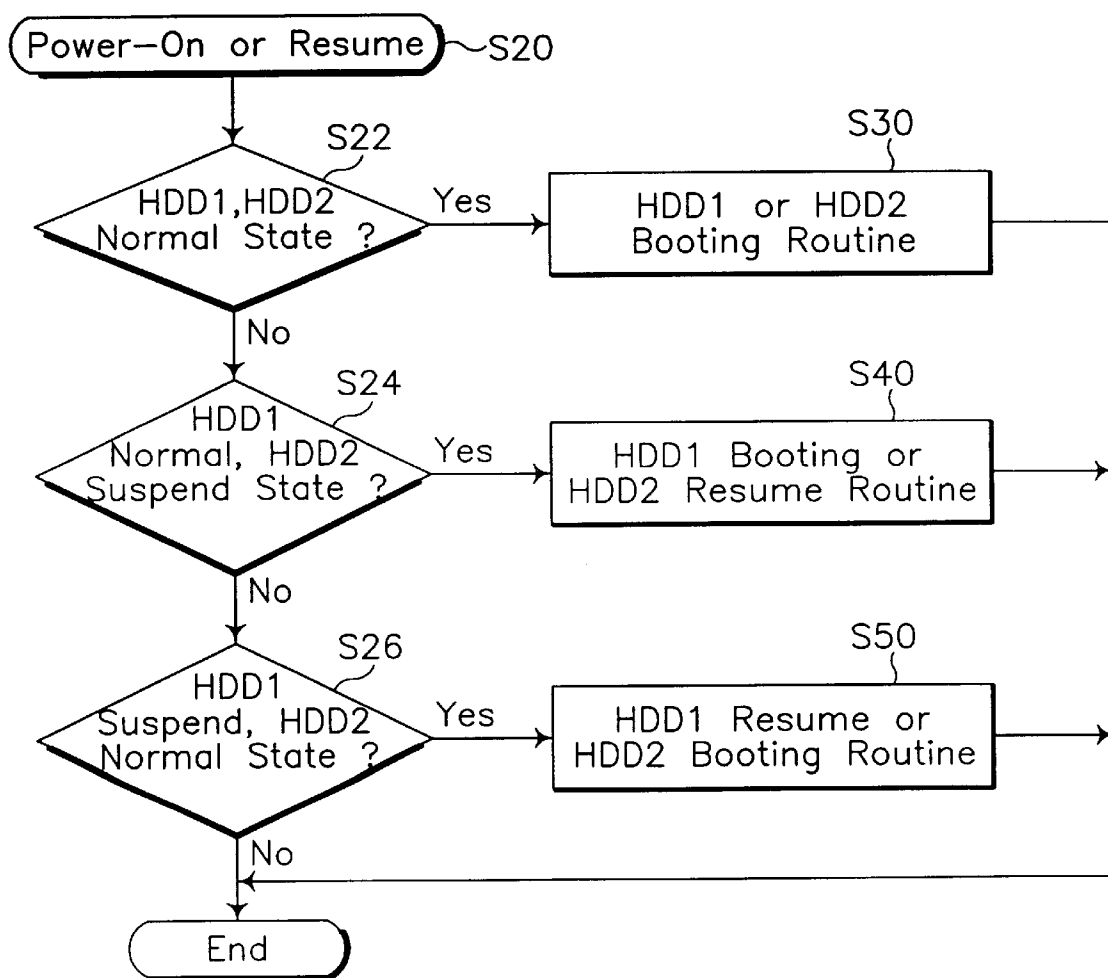 Power-On or Resume
S20
S22
HDD1,HDD2
Normal State ?
Yes
S30
HDD1 or HDD2
Booting Routine
No
S24
HDD1
Normal, HDD2
Suspend State ?
Yes
S40
HDD1 Booting or
HDD2 Resume Routine
No
S26
HDD1
Suspend, HDD2
Normal State ?
Yes
S50
HDD1 Resume or
HDD2 Booting Routine
No
End